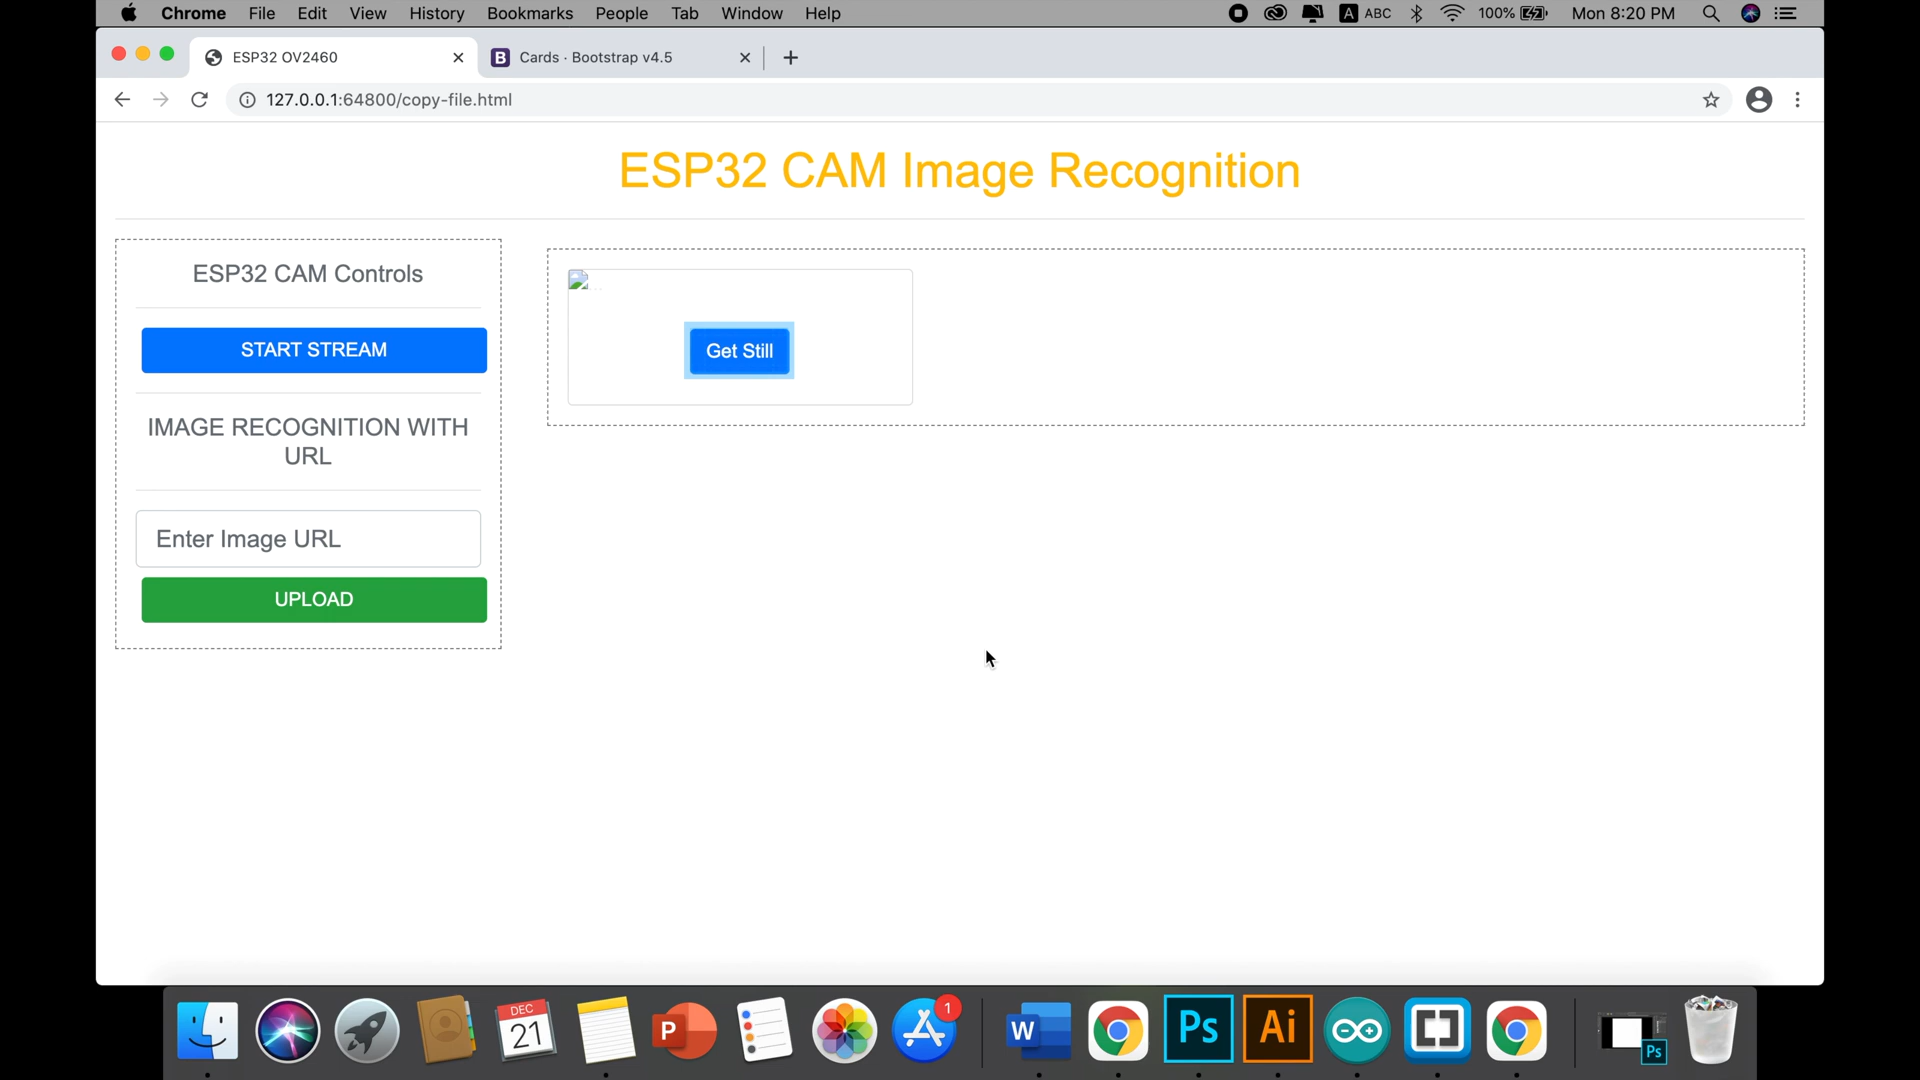 Chrome File Edit View History Bookmarks People Tab Window Help A ABC 100% Mon 8:20 PM
ESP32 OV2460
B Cards · Bootstrap v4.5
127.0.0.1:64800/copy-file.html
ESP32 CAM Image Recognition
ESP32 CAM Controls
START STREAM
IMAGE RECOGNITION WITH
URL
Enter Image URL
UPLOAD
...
Get Still
DEC
21
P
1
W
Ps
Ai
Ps